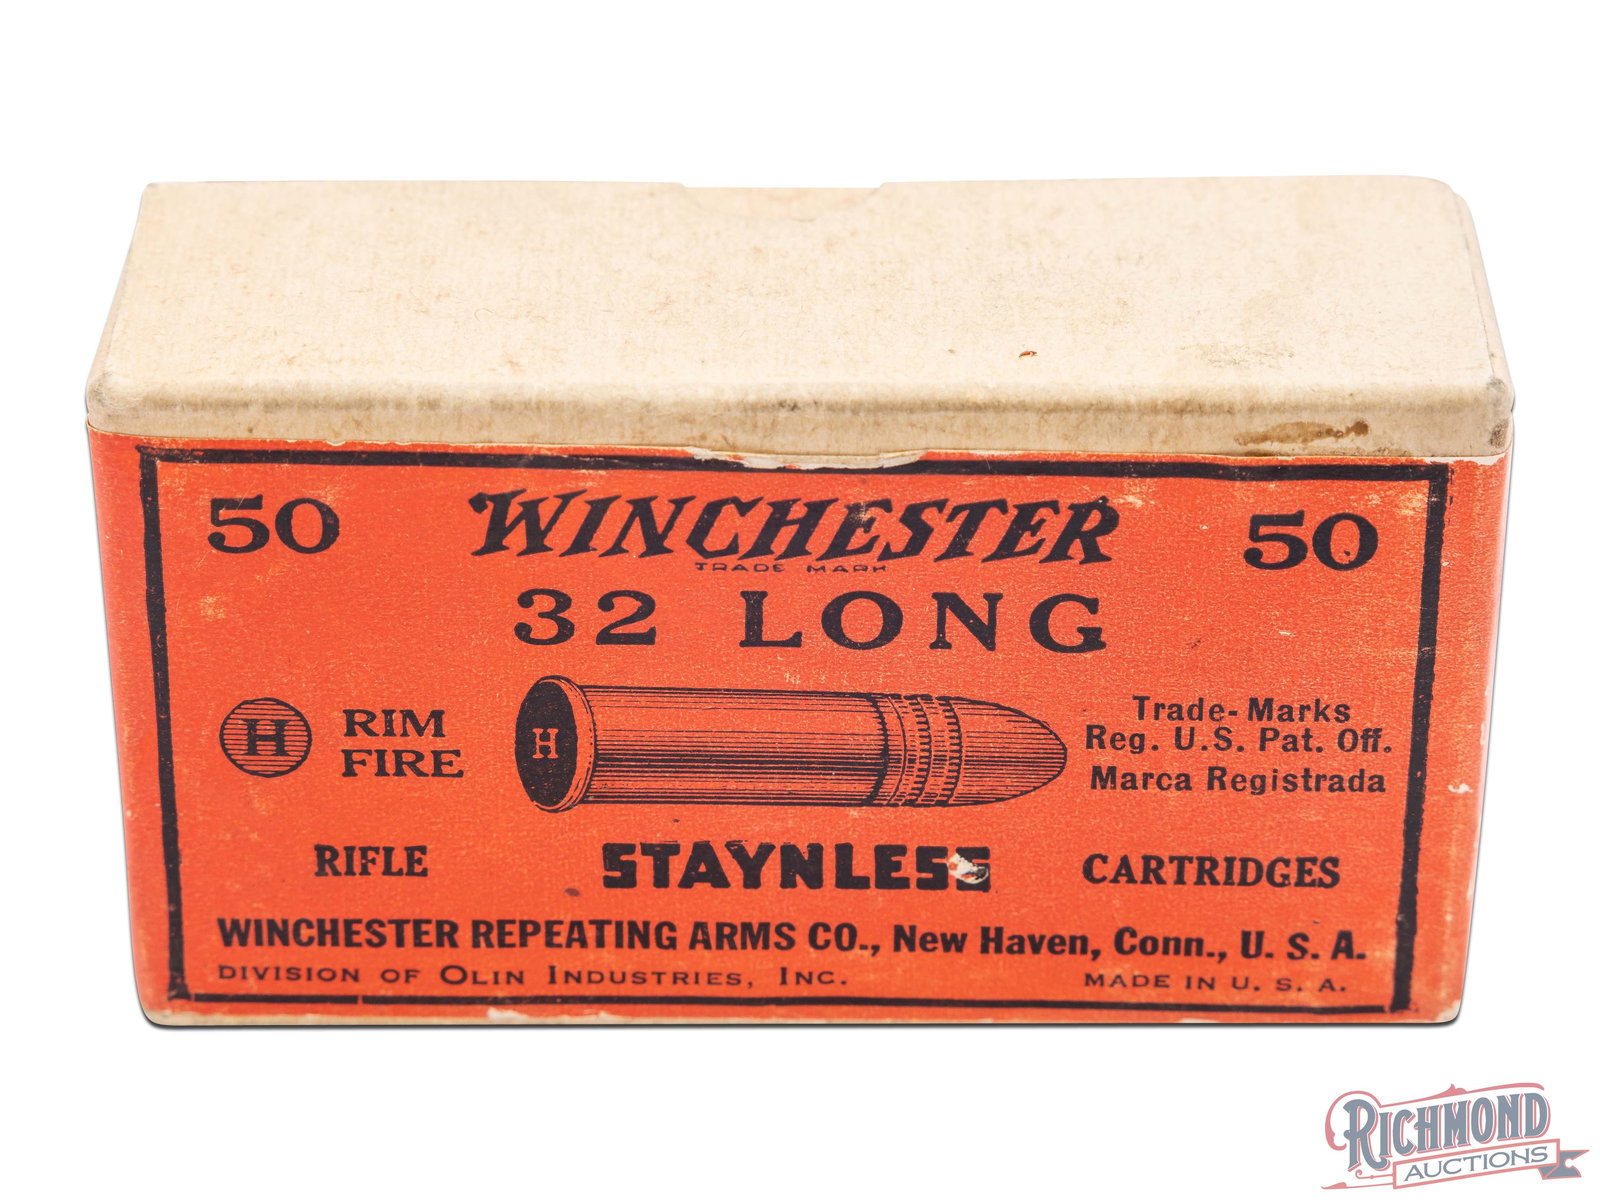 50 WINCHESTER 50
TRADE MARK
32 LONG
H RIM
FIRE
H
Trade-Marks
Reg. U.S. Pat. Off.
Marca Registrada
RIFLE STAYNLESS CARTRIDGES
WINCHESTER REPEATING ARMS CO., New Haven, Conn., U. S. A.
DIVISION OF OLIN INDUSTRIES, INC. MADE IN U. S. A.
RICHMOND
AUCTIONS